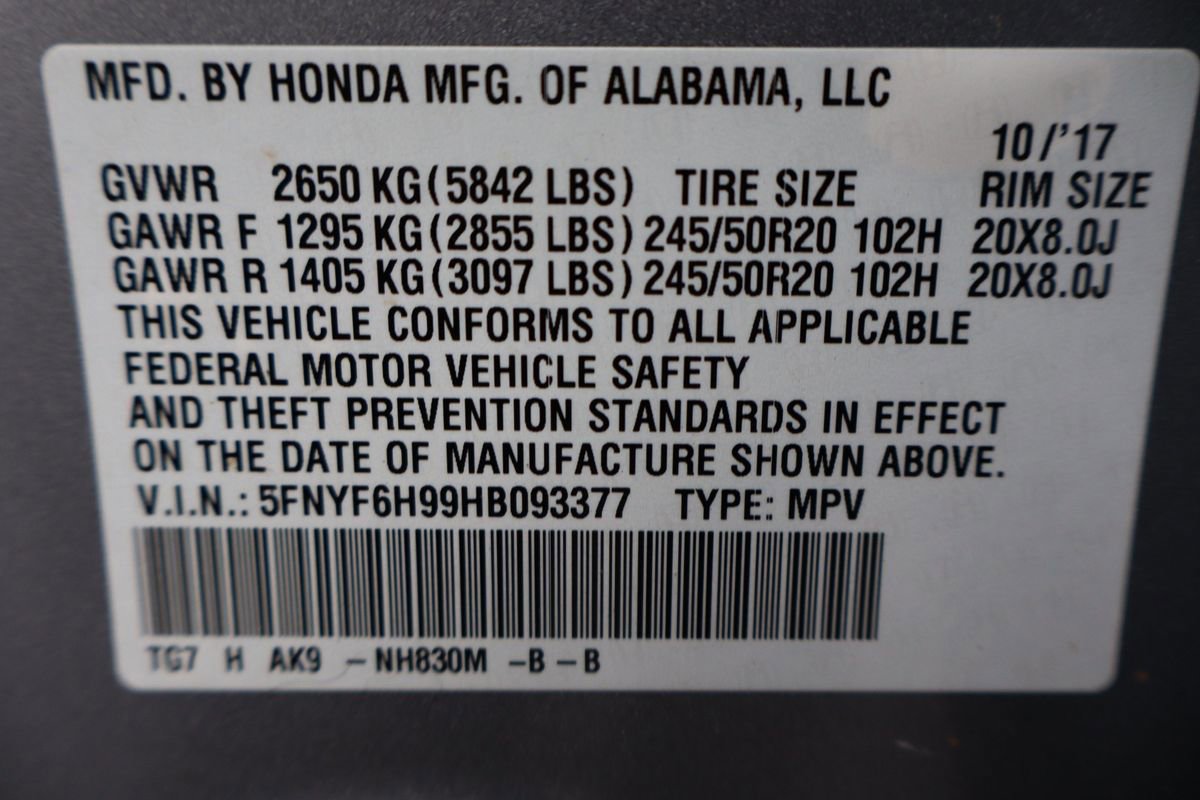 MFD. BY HONDA MFG. OF ALABAMA, LLC
10/'17
GVWR 2650 KG (5842 LBS) TIRE SIZE RIM SIZE
GAWR F 1295 KG (2855 LBS) 245/50R20 102H 20X8.0J
GAWR R 1405 KG (3097 LBS) 245/50R20 102H 20X8.0J
THIS VEHICLE CONFORMS TO ALL APPLICABLE
FEDERAL MOTOR VEHICLE SAFETY
AND THEFT PREVENTION STANDARDS IN EFFECT
ON THE DATE OF MANUFACTURE SHOWN ABOVE.
V.I.N.: 5FNYF6H99HB093377 TYPE: MPV
TG7 H AK9 - NH830M - B - B